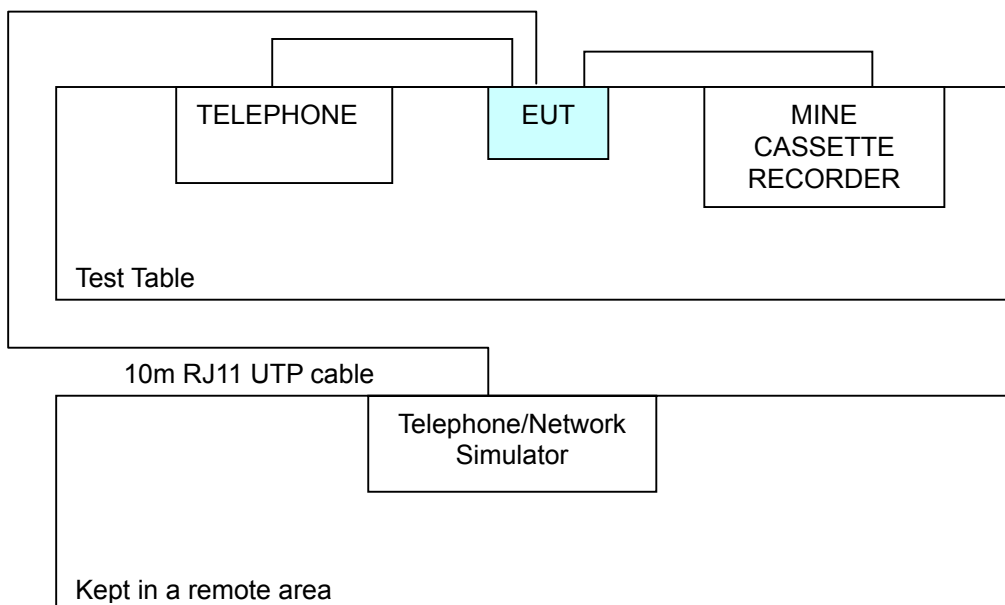 TELEPHONE
EUT
MINE
CASSETTE
RECORDER
Test Table
10m RJ11 UTP cable
Telephone/Network
Simulator
Kept in a remote area